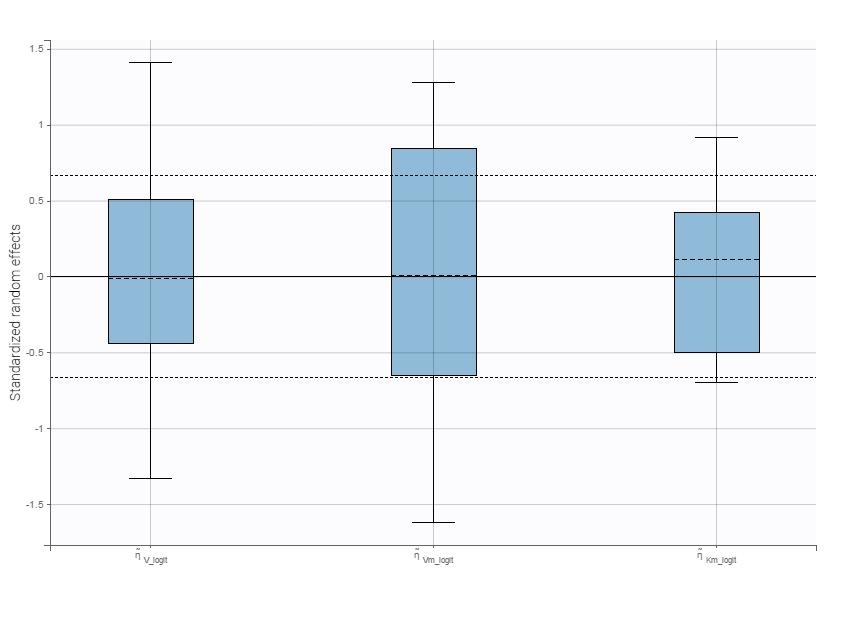 Standardized random effects
1.5
1
0.5
0
-0.5
-1
-1.5
η̃ V_logit
η̃ Vm_logit
η̃ Km_logit